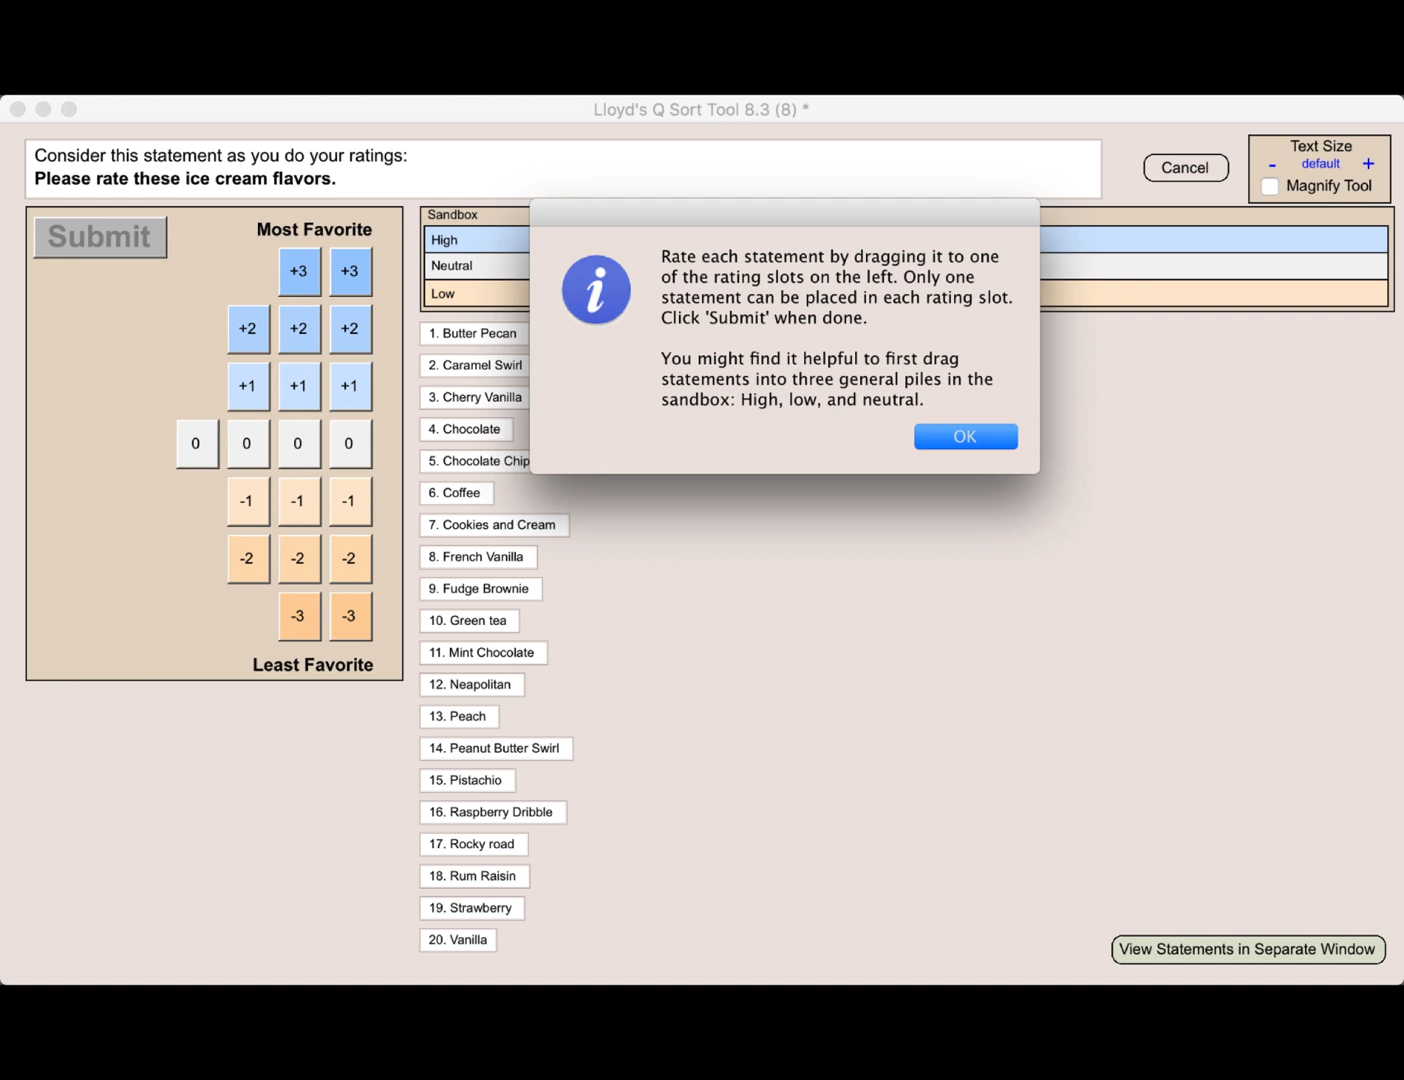 Lloyd's Q Sort Tool 8.3 (8) *
Consider this statement as you do your ratings:
Please rate these ice cream flavors.
Cancel
Text Size
- default +
Magnify Tool
Submit
Most Favorite
+3 +3
+2 +2 +2
+1 +1 +1
0 0 0 0
-1 -1 -1
-2 -2 -2
-3 -3
Least Favorite
Sandbox
High
Neutral
Low
Rate each statement by dragging it to one
of the rating slots on the left. Only one
statement can be placed in each rating slot.
Click 'Submit' when done.
You might find it helpful to first drag
statements into three general piles in the
sandbox: High, low, and neutral.
OK
1. Butter Pecan
2. Caramel Swirl
3. Cherry Vanilla
4. Chocolate
5. Chocolate Chip
6. Coffee
7. Cookies and Cream
8. French Vanilla
9. Fudge Brownie
10. Green tea
11. Mint Chocolate
12. Neapolitan
13. Peach
14. Peanut Butter Swirl
15. Pistachio
16. Raspberry Dribble
17. Rocky road
18. Rum Raisin
19. Strawberry
20. Vanilla
View Statements in Separate Window